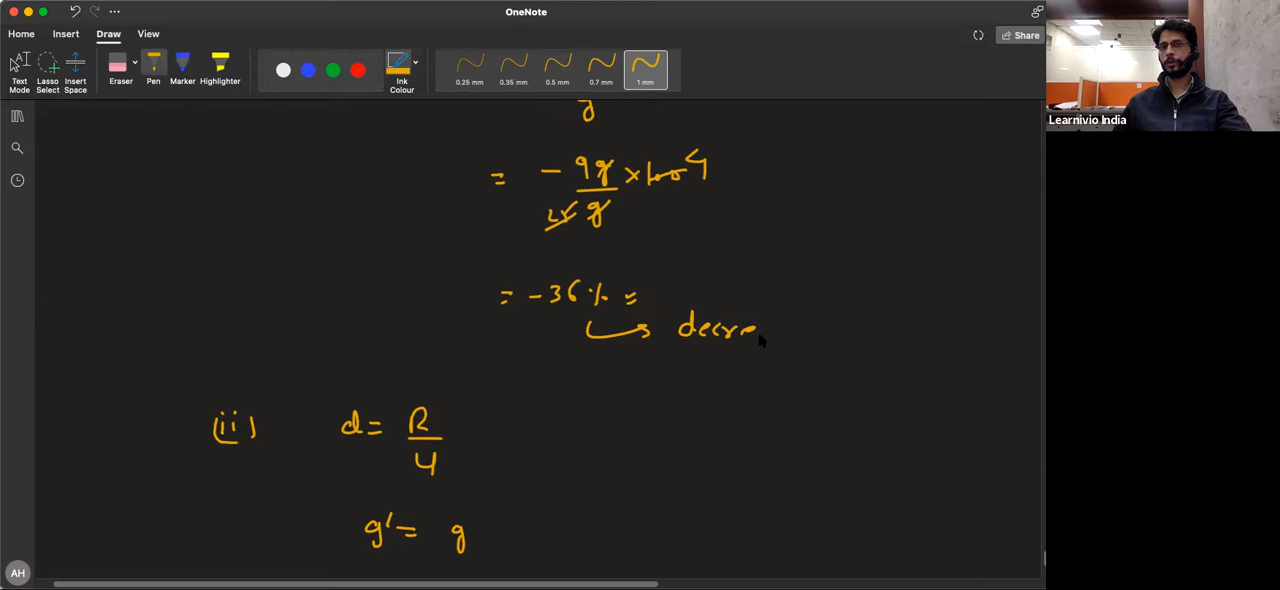 OneNote
Home Insert Draw View
Share
Text Mode
Lasso Select
Insert Space
Eraser
Pen
Marker
Highlighter
Ink Colour
0.25 mm
0.35 mm
0.5 mm
0.7 mm
1 mm
Learnivio India
g
= - 9g/25 g × 100 4
= - 36 % =
decre
(ii) d = R/4
g' = g
AH